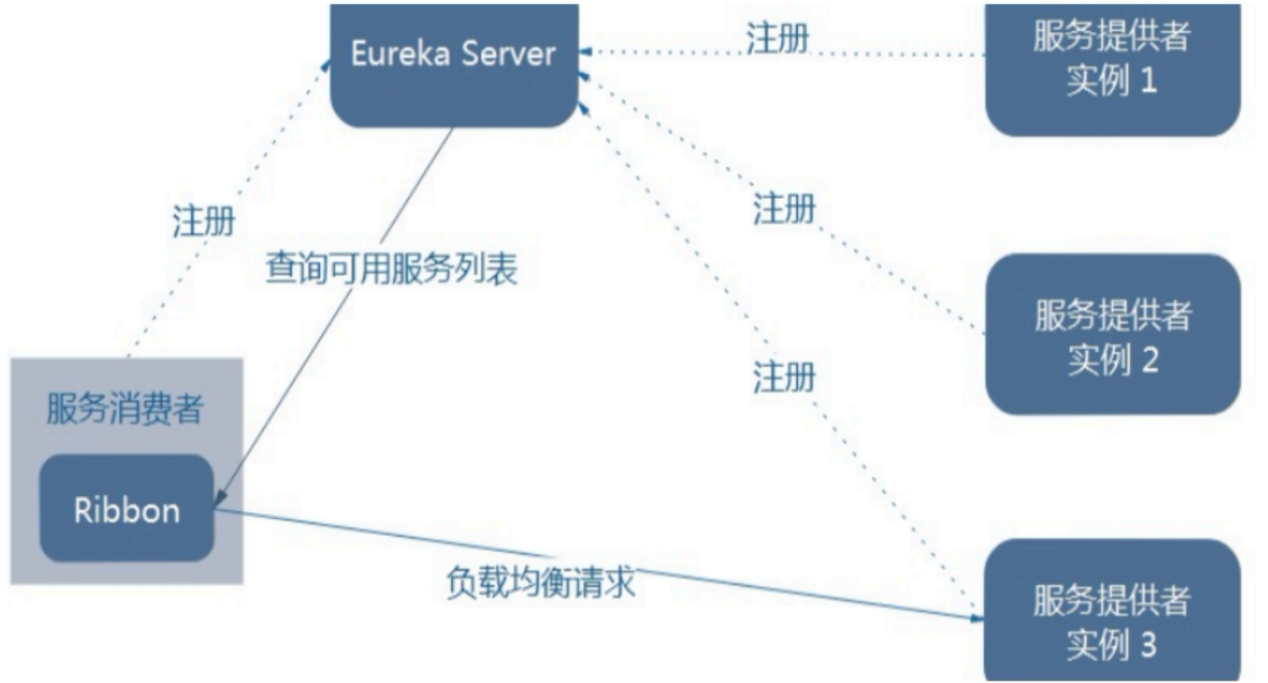 Eureka Server
注册
服务提供者
实例 1
注册
注册
查询可用服务列表
服务提供者
实例 2
注册
服务消费者
Ribbon
负载均衡请求
服务提供者
实例 3